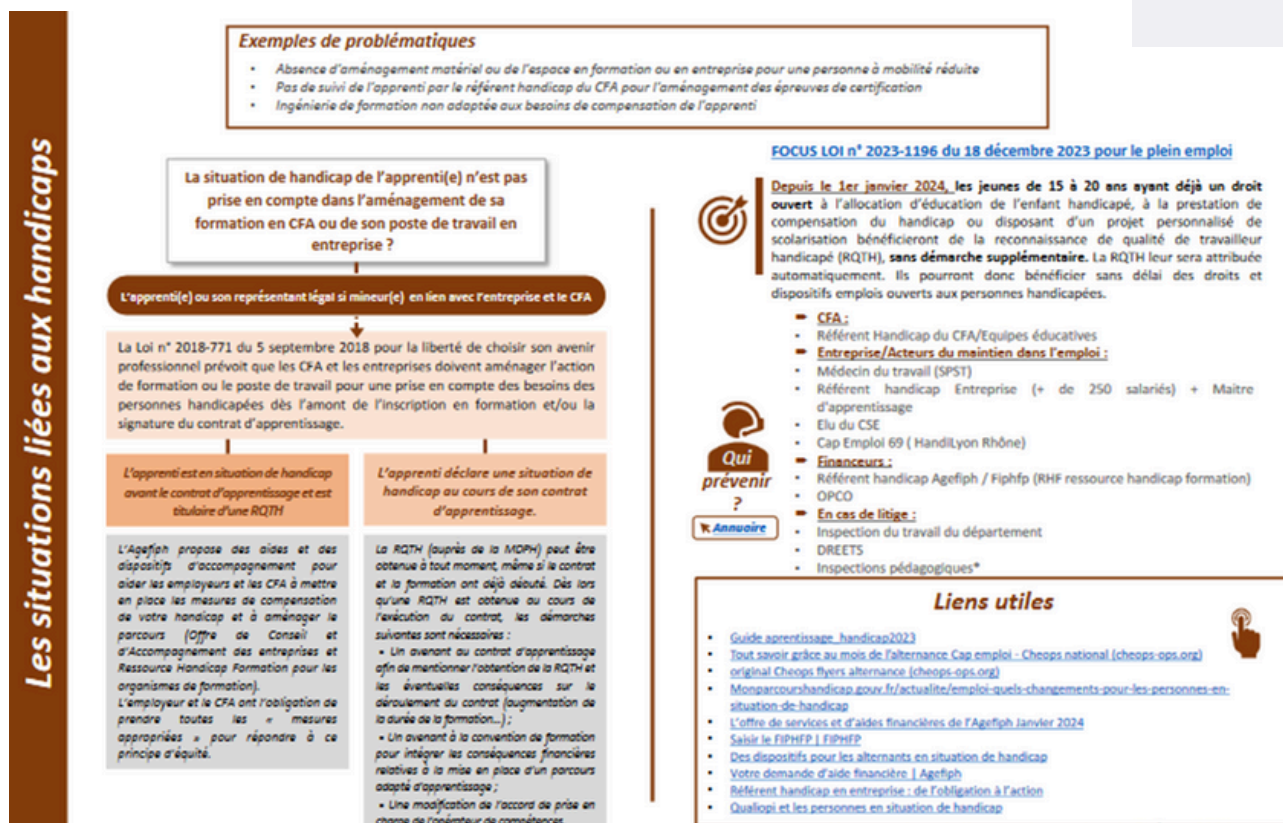 Les situations liées aux handicaps
Exemples de problématiques
• Absence d'aménagement matériel ou de l'espace en formation ou en entreprise pour une personne à mobilité réduite
• Pas de suivi de l'apprenti par le référent handicap du CFA pour l'aménagement des épreuves de certification
• Ingénierie de formation non adaptée aux besoins de compensation de l'apprenti
La situation de handicap de l'apprenti(e) n'est pas
prise en compte dans l'aménagement de sa
formation en CFA ou de son poste de travail en
entreprise ?
L'apprenti(e) ou son représentant légal si mineur(e) en lien avec l'entreprise et le CFA
La Loi n° 2018-771 du 5 septembre 2018 pour la liberté de choisir son avenir
professionnel prévoit que les CFA et les entreprises doivent aménager l'action
de formation ou le poste de travail pour une prise en compte des besoins des
personnes handicapées dès l'amont de l'inscription en formation et/ou la
signature du contrat d'apprentissage.
L'apprenti est en situation de handicap
avant le contrat d'apprentissage et est
titulaire d'une RQTH
L'Agefiph propose des aides et des
dispositifs d'accompagnement pour
aider les employeurs et les CFA à mettre
en place les mesures de compensation
de votre handicap et à aménager le
parcours (Offre de Conseil et
d'Accompagnement des entreprises et
Ressource Handicap Formation pour les
organismes de formation).
L'employeur et le CFA ont l'obligation de
prendre toutes les « mesures
appropriées » pour répondre à ce
principe d'équité.
L'apprenti déclare une situation de
handicap au cours de son contrat
d'apprentissage.
La RQTH (auprès de la MDPH) peut être
obtenue à tout moment, même si le contrat
et la formation ont déjà débuté. Dès lors
qu'une RQTH est obtenue au cours de
l'exécution du contrat, les démarches
suivantes sont nécessaires :
• Un avenant au contrat d'apprentissage
afin de mentionner l'obtention de la RQTH et
les éventuelles conséquences sur le
déroulement du contrat (augmentation de
la durée de la formation...) ;
• Un avenant à la convention de formation
pour intégrer les conséquences financières
relatives à la mise en place d'un parcours
adapté d'apprentissage ;
• Une modification de l'accord de prise en
charge de l'opérateur de compétences
FOCUS LOI n° 2023-1196 du 18 décembre 2023 pour le plein emploi
Depuis le 1er janvier 2024, les jeunes de 15 à 20 ans ayant déjà un droit
ouvert à l'allocation d'éducation de l'enfant handicapé, à la prestation de
compensation du handicap ou disposant d'un projet personnalisé de
scolarisation bénéficieront de la reconnaissance de qualité de travailleur
handicapé (RQTH), sans démarche supplémentaire. La RQTH leur sera attribuée
automatiquement. Ils pourront donc bénéficier sans délai des droits et
dispositifs emplois ouverts aux personnes handicapées.
Qui
prévenir
?
Annuaire
CFA :
• Référent Handicap du CFA/Equipes éducatives
Entreprise/Acteurs du maintien dans l'emploi :
• Médecin du travail (SPST)
• Référent handicap Entreprise (+ de 250 salariés) + Maitre
d'apprentissage
• Elu du CSE
• Cap Emploi 69 ( HandiLyon Rhône)
Financeurs :
• Référent handicap Agefiph / Fiphfp (RHF ressource handicap formation)
• OPCO
En cas de litige :
• Inspection du travail du département
• DREETS
• Inspections pédagogiques*
Liens utiles
• Guide aprentissage_handicap2023
• Tout savoir grâce au mois de l'alternance Cap emploi - Cheops national (cheops-ops.org)
• original Cheops flyers alternance (cheops-ops.org)
• Monparcourshandicap.gouv.fr/actualite/emploi-quels-changements-pour-les-personnes-en-
situation-de-handicap
• L'offre de services et d'aides financières de l'Agefiph Janvier 2024
• Saisir le FIPHFP | FIPHFP
• Des dispositifs pour les alternants en situation de handicap
• Votre demande d'aide financière | Agefiph
• Référent handicap en entreprise : de l'obligation à l'action
• Qualiopi et les personnes en situation de handicap